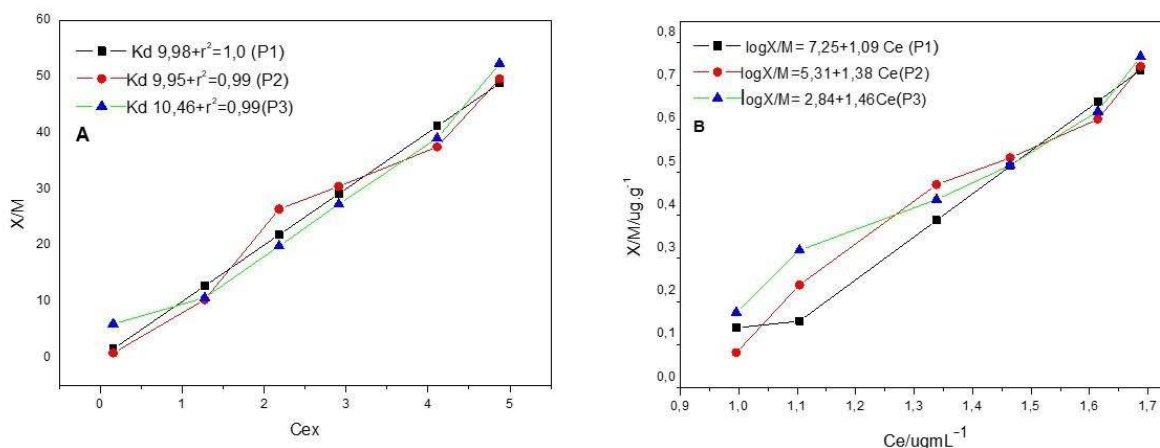 60
50
40
30
20
10
0
X/M
Kd 9,98+r²=1,0 (P1)
Kd 9,95+r²=0,99 (P2)
Kd 10,46+r²=0,99(P3)
A
0 1 2 3 4 5
Cex
0,8
0,7
0,6
0,5
0,4
0,3
0,2
0,1
0,0
X/M/ug.g⁻¹
logX/M= 7,25+1,09 Ce (P1)
logX/M=5,31+1,38 Ce(P2)
logX/M= 2,84+1,46Ce(P3)
B
0,9 1,0 1,1 1,2 1,3 1,4 1,5 1,6 1,7
Ce/ugmL⁻¹